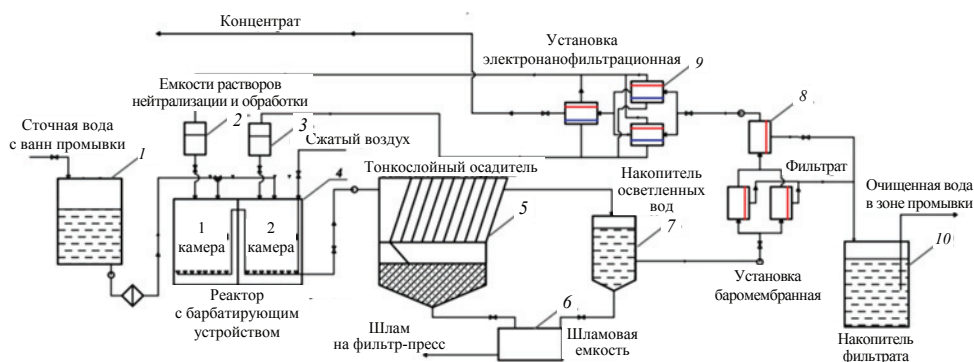 Концентрат
Установка
электронанофильтрационная
9
Емкости растворов
нейтрализации и обработки
8
Сточная вода
с ванн промывки
1
2
3
Сжатый воздух
4
Тонкослойный осадитель
Накопитель
осветленных
вод
Фильтрат
Очищенная вода
в зоне промывки
1
камера
2
камера
5
7
10
Реактор
с барбатирующим
устройством
Установка
баромембранная
6
Шлам
на фильтр-пресс
Шламовая
емкость
Накопитель
фильтрата